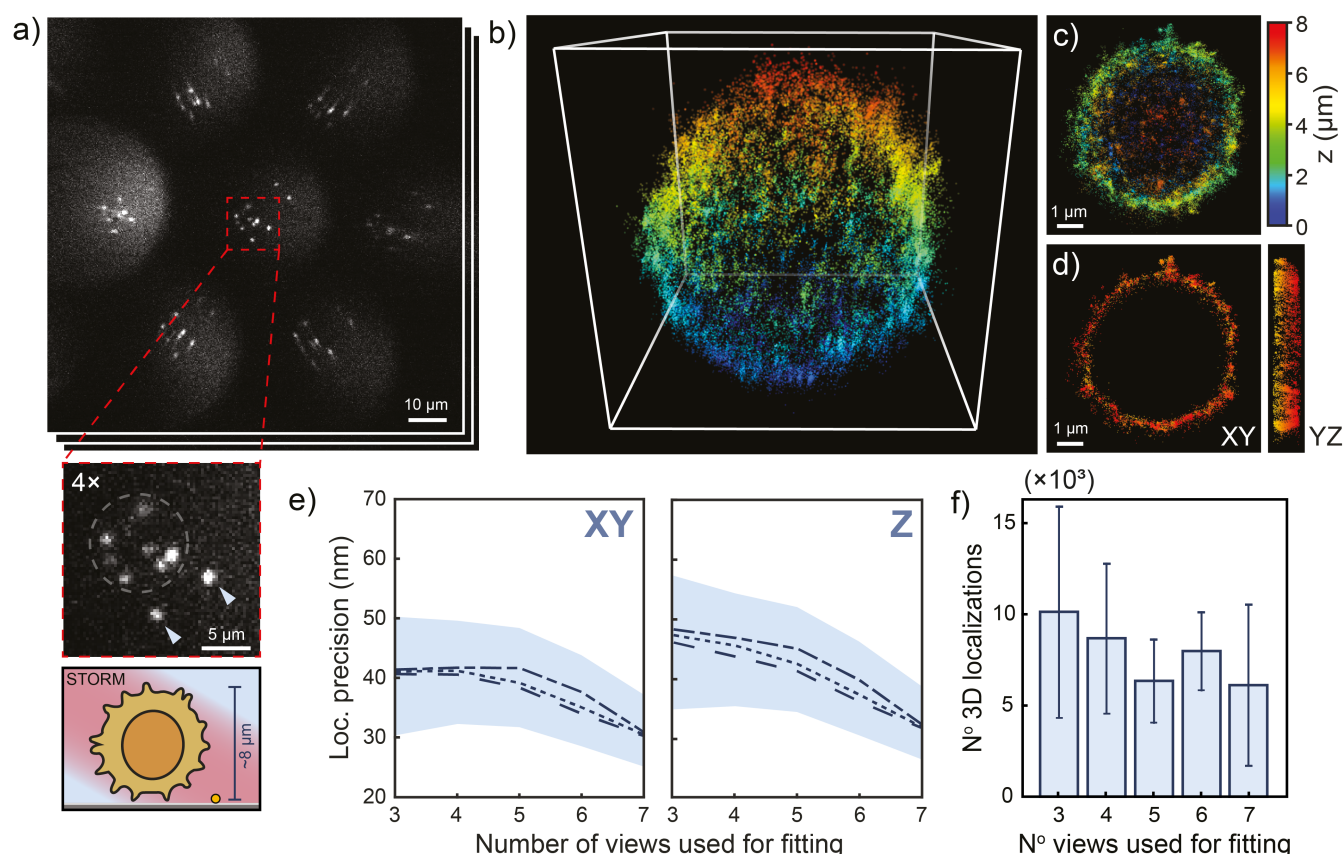 a)
10 µm
4×
5 µm
STORM
~8 µm
b)
c)
1 µm
8
6
4
2
0
z (µm)
d)
1 µm
XY
YZ
e)
XY
Z
70
60
50
40
30
20
Loc. precision (nm)
3 4 5 6 7
3 4 5 6 7
Number of views used for fitting
f)
(×10³)
15
10
5
0
Nº 3D localizations
3 4 5 6 7
Nº views used for fitting